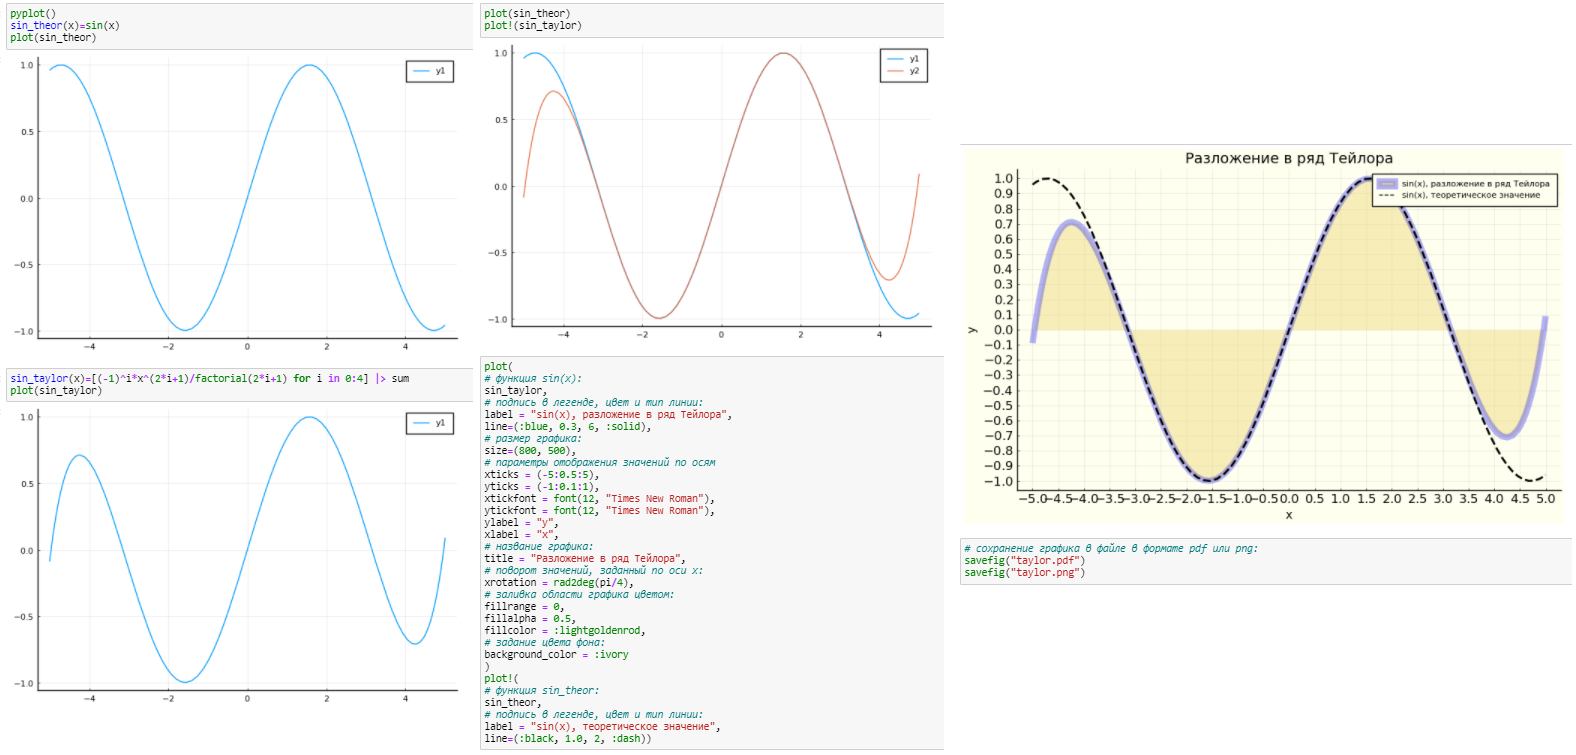 pyplot()
sin_theor(x)=sin(x)
plot(sin_theor)
1.0
0.5
0.0
−0.5
−1.0
−4
−2
0
2
4
y1
sin_taylor(x)=[(-1)^i*x^(2*i+1)/factorial(2*i+1) for i in 0:4] |> sum
plot(sin_taylor)
1.0
0.5
0.0
−0.5
−1.0
−4
−2
0
2
4
y1
plot(sin_theor)
plot!(sin_taylor)
1.0
0.5
0.0
−0.5
−1.0
−4
−2
0
2
4
y1
y2
plot(
# функция sin(x):
sin_taylor,
# подпись в легенде, цвет и тип линии:
label = "sin(x), разложение в ряд Тейлора",
line=(:blue, 0.3, 6, :solid),
# размер графика:
size=(800, 500),
# параметры отображения значений по осям
xticks = (-5:0.5:5),
yticks = (-1:0.1:1),
xtickfont = font(12, "Times New Roman"),
ytickfont = font(12, "Times New Roman"),
ylabel = "y",
xlabel = "x",
# название графика:
title = "Разложение в ряд Тейлора",
# поворот значений, заданный по оси x:
xrotation = rad2deg(pi/4),
# заливка области графика цветом:
fillrange = 0,
fillalpha = 0.5,
fillcolor = :lightgoldenrod,
# задание цвета фона:
background_color = :ivory
)
plot!(
# функция sin_theor:
sin_theor,
# подпись в легенде, цвет и тип линии:
label = "sin(x), теоретическое значение",
line=(:black, 1.0, 2, :dash))
Разложение в ряд Тейлора
sin(x), разложение в ряд Тейлора
sin(x), теоретическое значение
1.0
0.9
0.8
0.7
0.6
0.5
0.4
0.3
0.2
0.1
0.0
−0.1
−0.2
−0.3
−0.4
−0.5
−0.6
−0.7
−0.8
−0.9
−1.0
y
−5.0−4.5−4.0−3.5−3.0−2.5−2.0−1.5−1.0−0.50.0 0.5 1.0 1.5 2.0 2.5 3.0 3.5 4.0 4.5 5.0
x
# сохранение графика в файле в формате pdf или png:
savefig("taylor.pdf")
savefig("taylor.png")